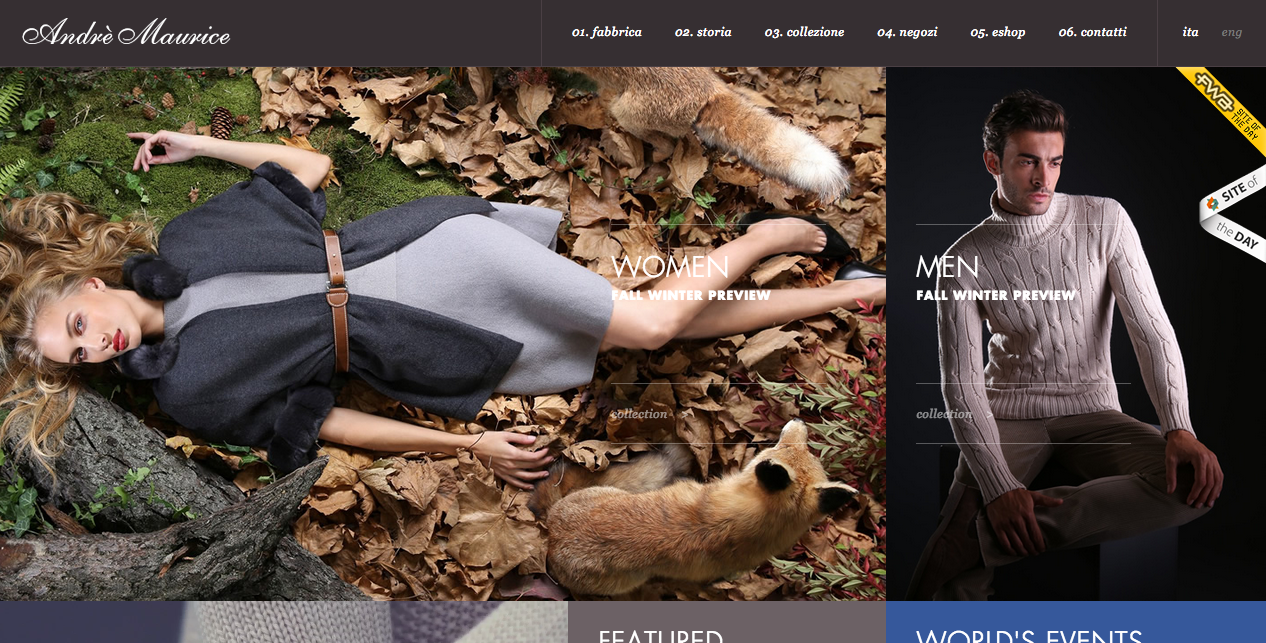 Andrè Maurice
01. fabbrica
02. storia
03. collezione
04. negozi
05. eshop
06. contatti
ita
eng
fwa
SITE OF
THE DAY
SITE of
the DAY
WOMEN
FALL WINTER PREVIEW
collection >
MEN
FALL WINTER PREVIEW
collection >
FEATURED
WORLD'S EVENTS